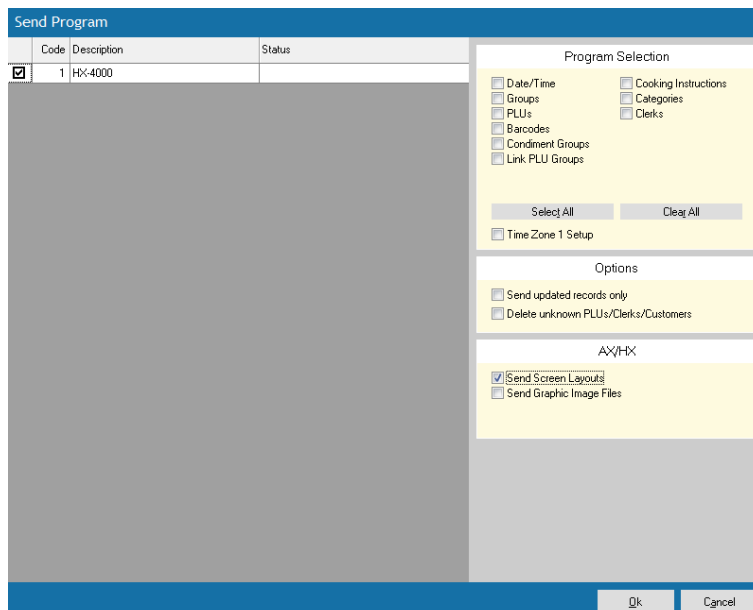 Send Program
Code Description Status
1 HX-4000
Program Selection
Date/Time Cooking Instructions
Groups Categories
PLUs Clerks
Barcodes
Condiment Groups
Link PLU Groups
Select All Clear All
Time Zone 1 Setup
Options
Send updated records only
Delete unknown PLUs/Clerks/Customers
AX/HX
Send Screen Layouts
Send Graphic Image Files
Ok Cancel